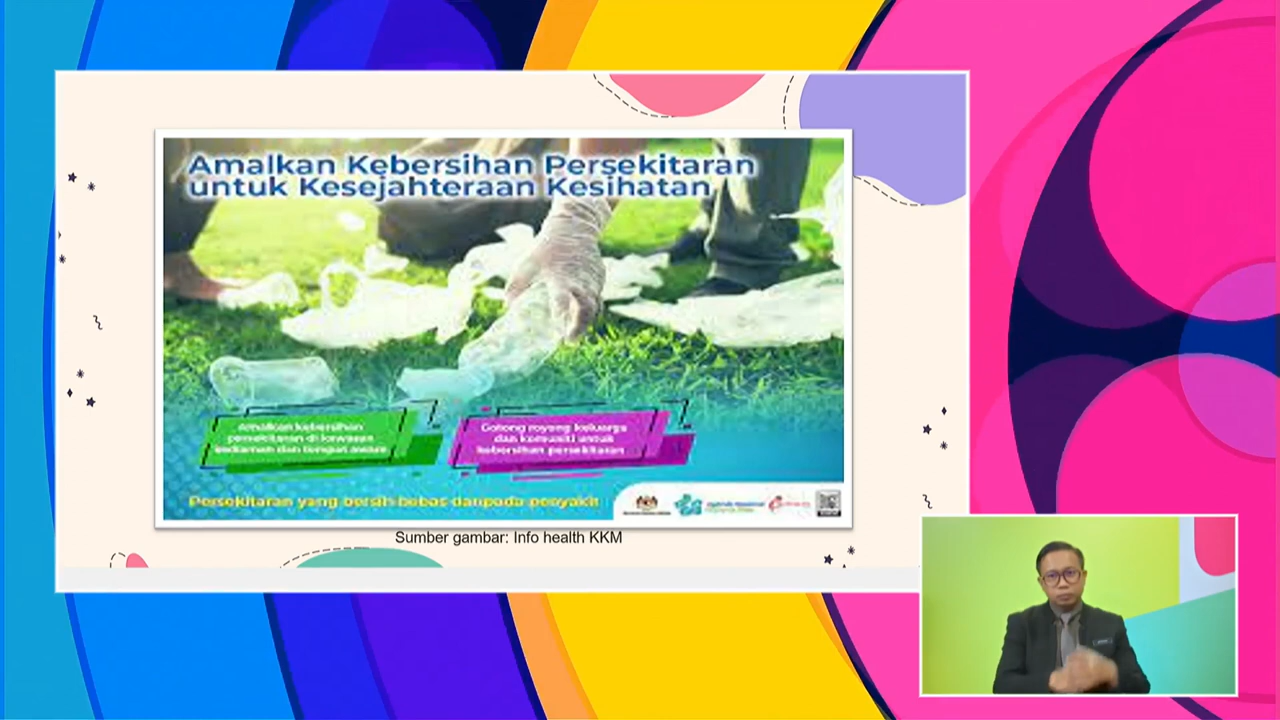 Amalkan Kebersihan Persekitaran
untuk Kesejahteraan Kesihatan
Amalkan kebersihan
persekitaran di kawasan
kediaman dan tempat awam
Gotong royong keluarga
dan komuniti untuk
kebersihan persekitaran
Persekitaran yang bersih bebas daripada penyakit
Sumber gambar: Info health KKM